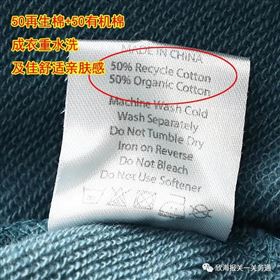 50再生棉+50有机棉
成衣重水洗
及佳舒适亲肤感
MADE IN CHINA
50% Recycle Cotton
50% Organic Cotton
Machine Wash Cold
Wash Separately
Do Not Tumble Dry
Iron on Reverse
Do Not Bleach
Do Not Use Softener
欣海报关—关务通